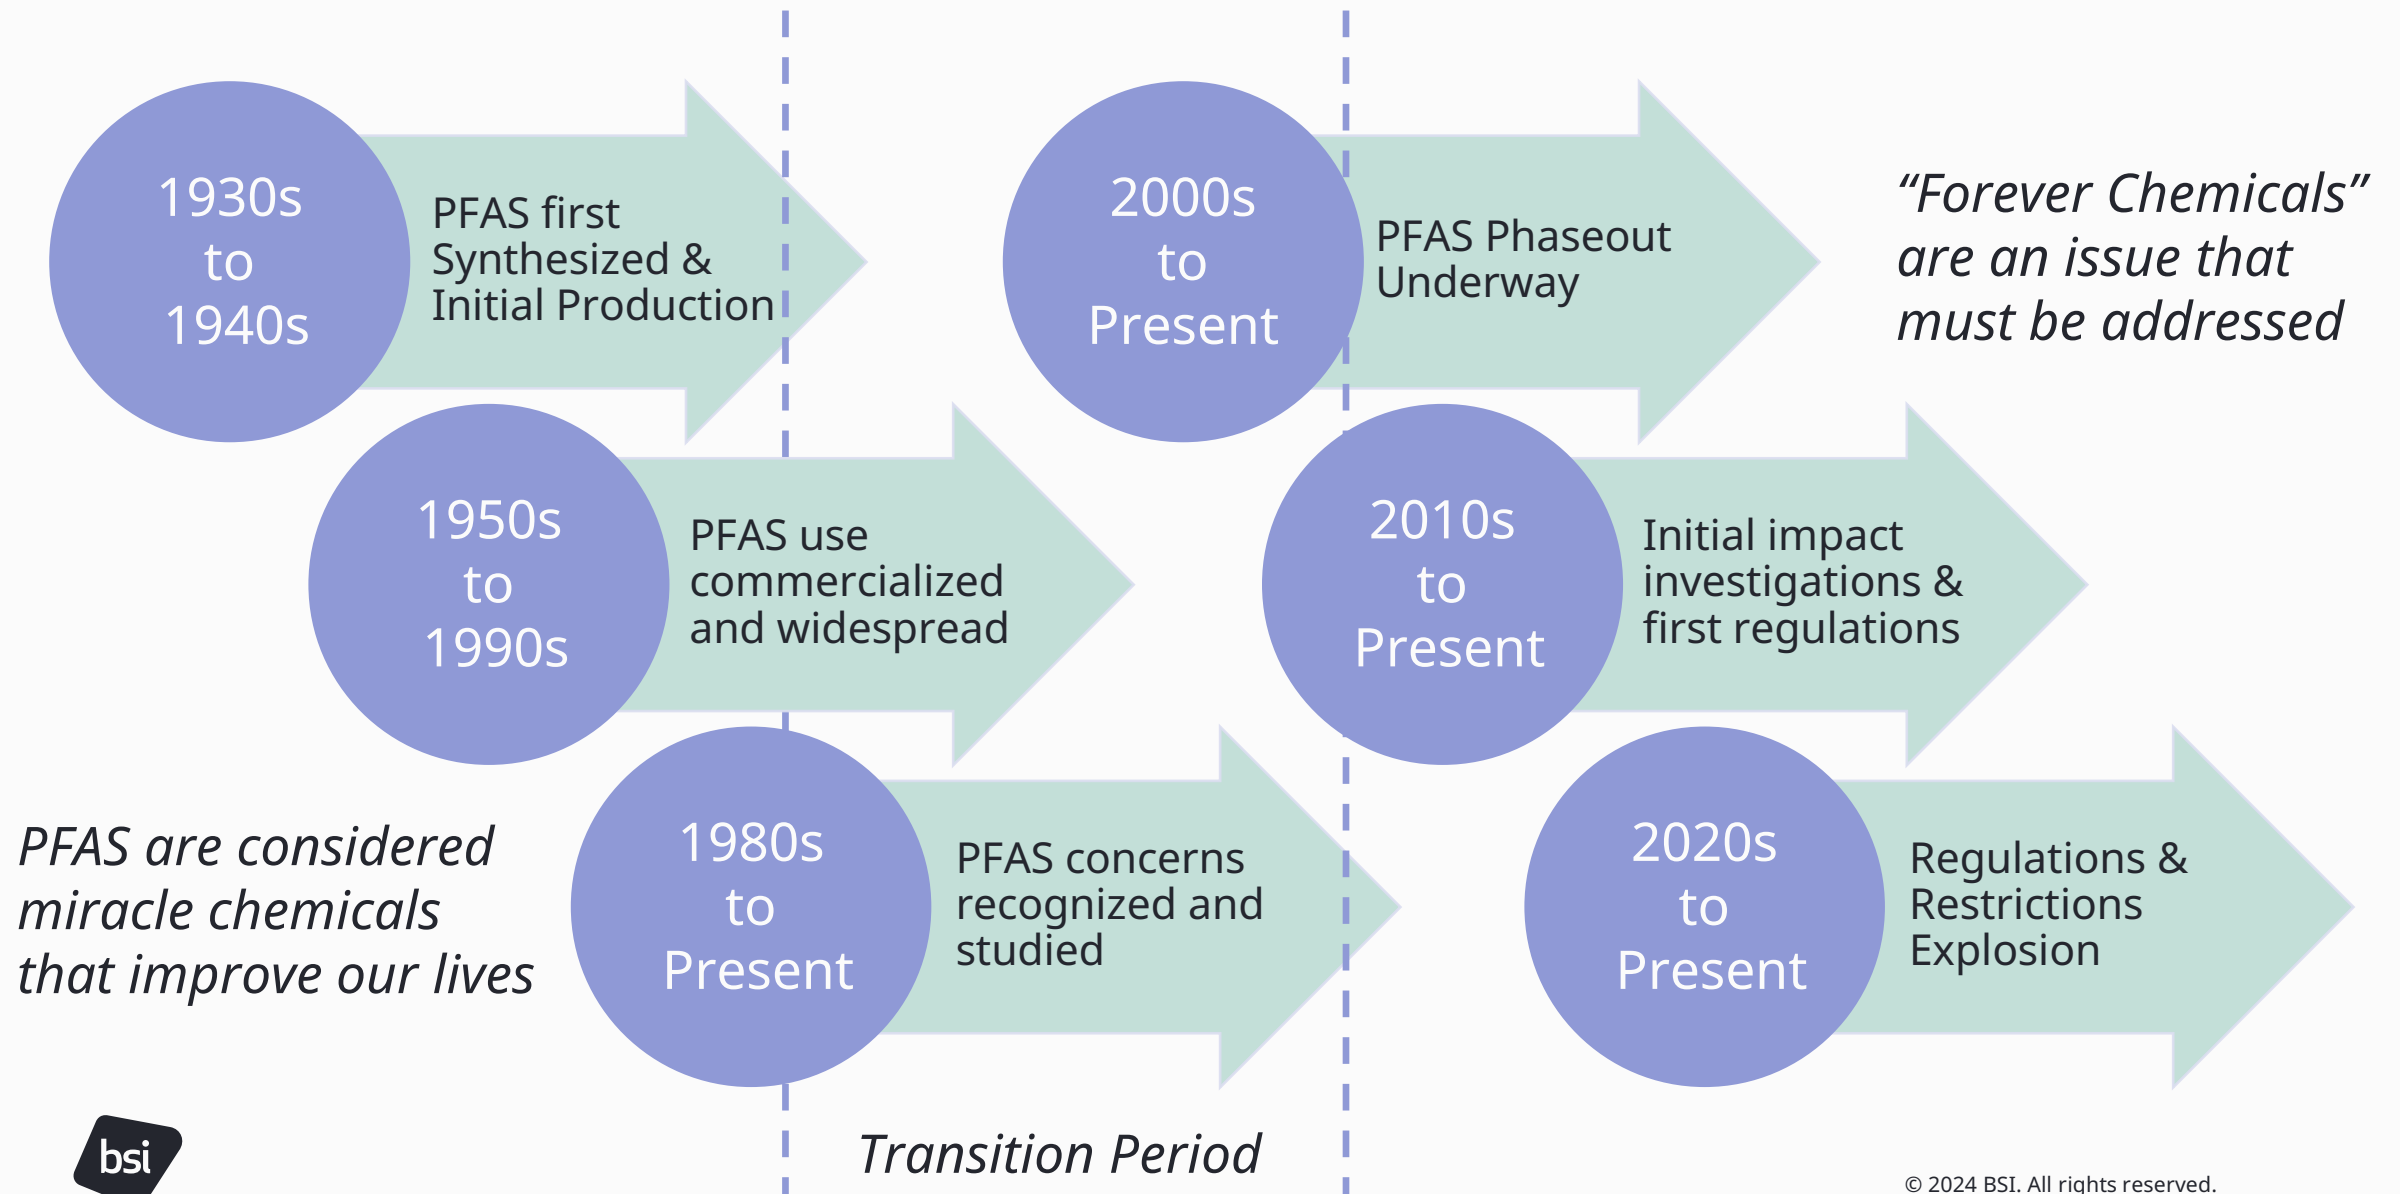 1930s
to
1940s
PFAS first
Synthesized &
Initial Production
2000s
to
Present
PFAS Phaseout
Underway
“Forever Chemicals”
are an issue that
must be addressed
1950s
to
1990s
PFAS use
commercialized
and widespread
2010s
to
Present
Initial impact
investigations &
first regulations
PFAS are considered
miracle chemicals
that improve our lives
1980s
to
Present
PFAS concerns
recognized and
studied
2020s
to
Present
Regulations &
Restrictions
Explosion
bsi
Transition Period
© 2024 BSI. All rights reserved.